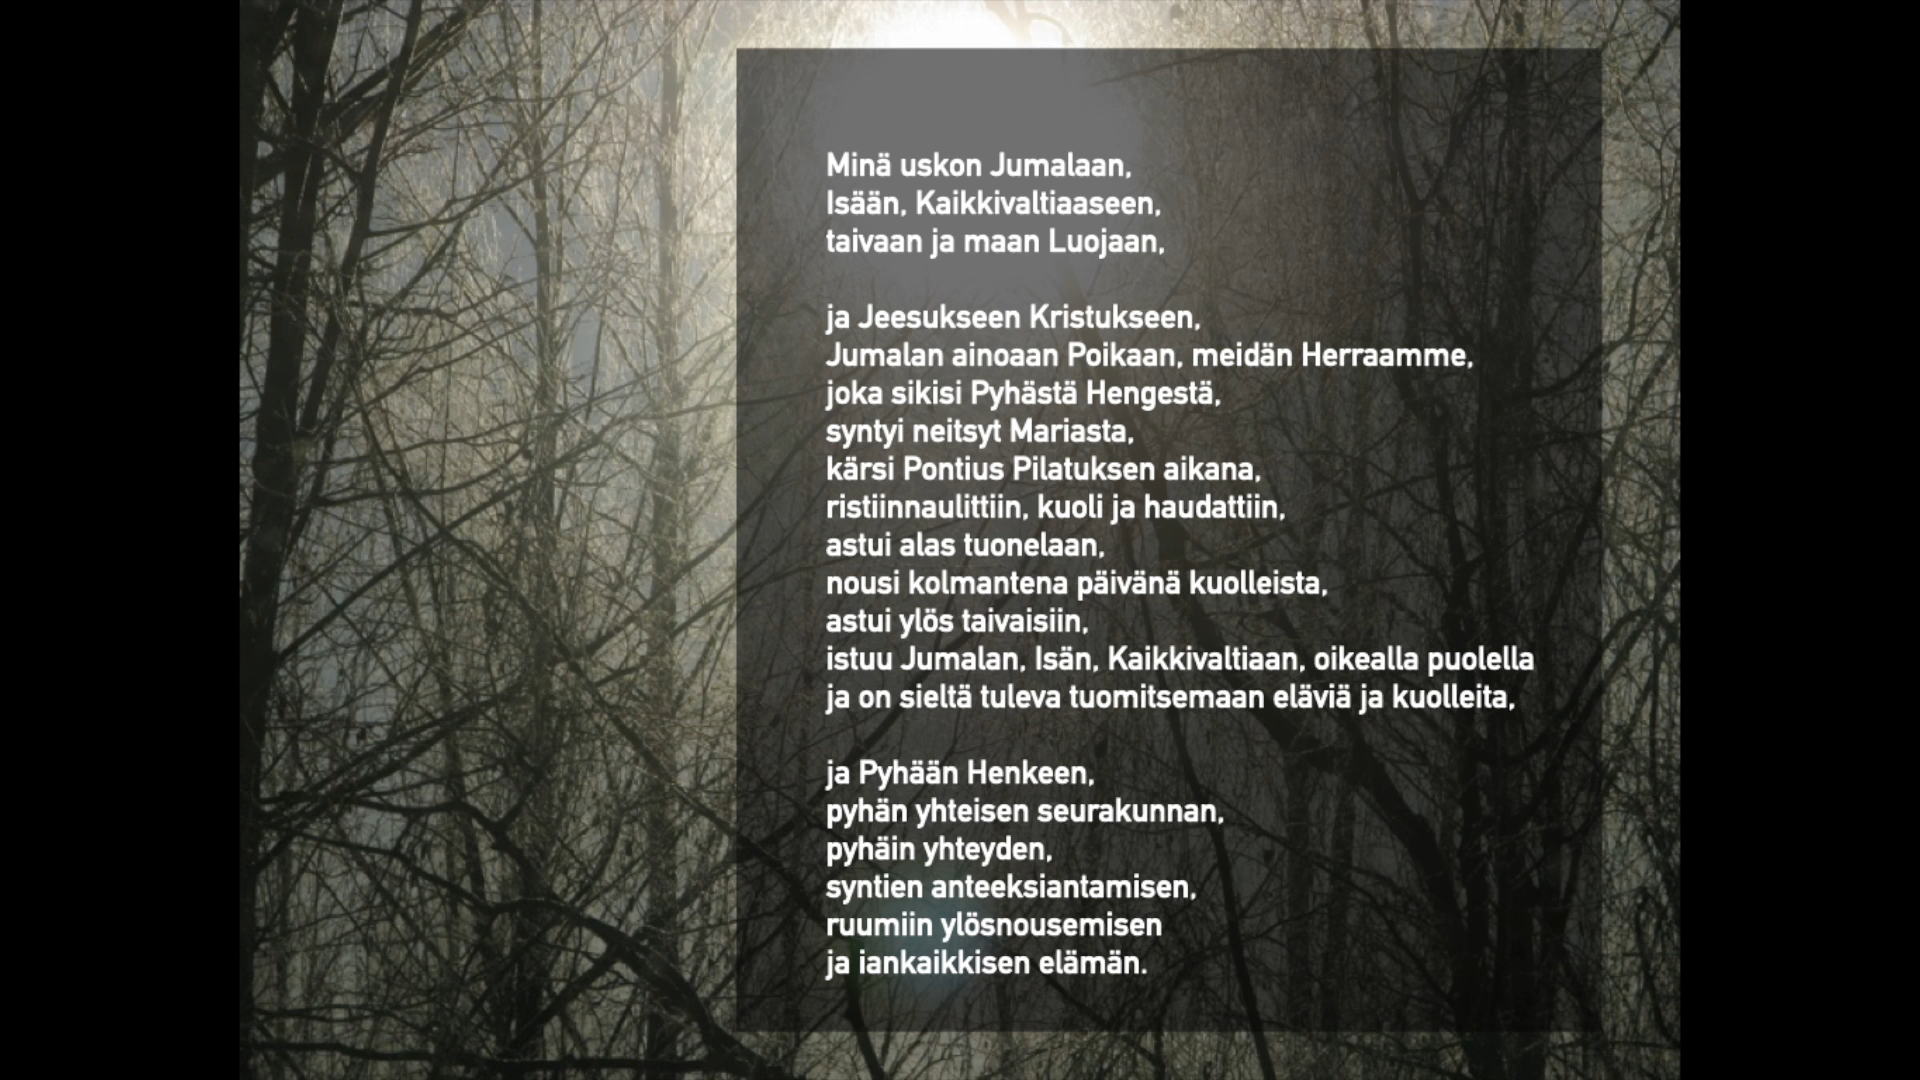 Minä uskon Jumalaan,
Isään, Kaikkivaltiaaseen,
taivaan ja maan Luojaan,
ja Jeesukseen Kristukseen,
Jumalan ainoaan Poikaan, meidän Herraamme,
joka sikisi Pyhästä Hengestä,
syntyi neitsyt Mariasta,
kärsi Pontius Pilatuksen aikana,
ristiinnaulittiin, kuoli ja haudattiin,
astui alas tuonelaan,
nousi kolmantena päivänä kuolleista,
astui ylös taivaisiin,
istuu Jumalan, Isän, Kaikkivaltiaan, oikealla puolella
ja on sieltä tuleva tuomitsemaan eläviä ja kuolleita,
ja Pyhään Henkeen,
pyhän yhteisen seurakunnan,
pyhäin yhteyden,
syntien anteeksiantamisen,
ruumiin ylösnousemisen
ja iankaikkisen elämän.